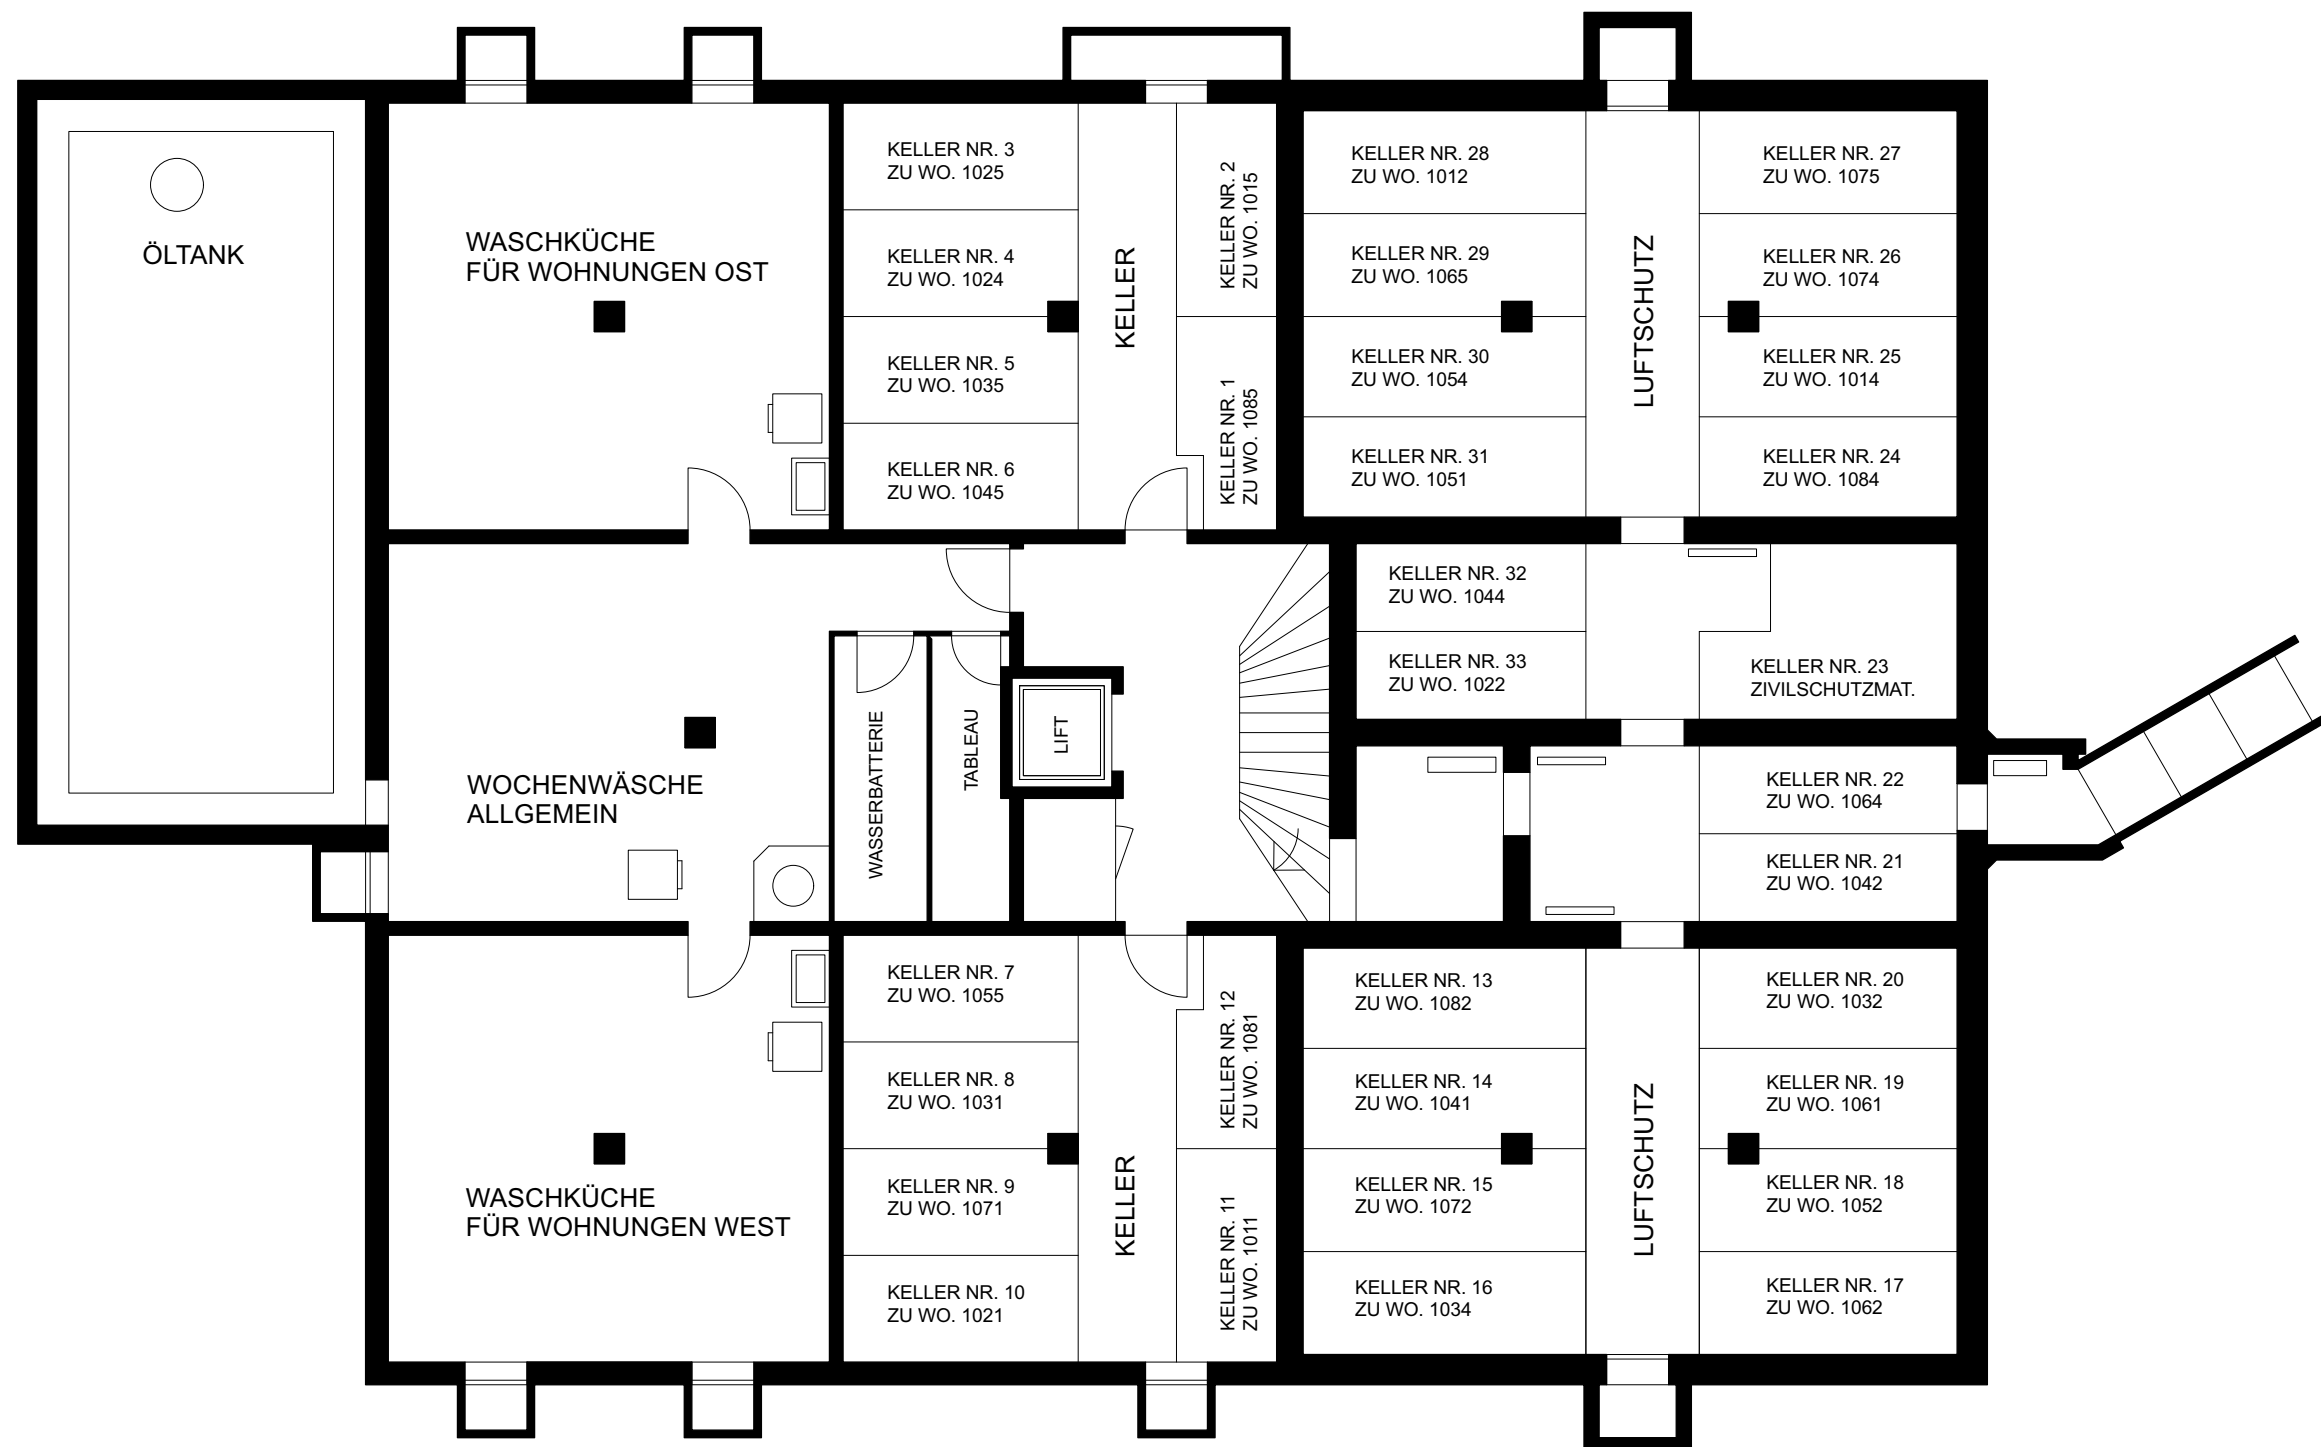 ÖLTANK
WASCHKÜCHE
FÜR WOHNUNGEN OST
KELLER NR. 3
ZU WO. 1025
KELLER NR. 4
ZU WO. 1024
KELLER NR. 5
ZU WO. 1035
KELLER NR. 6
ZU WO. 1045
KELLER
KELLER NR. 2
ZU WO. 1015
KELLER NR. 1
ZU WO. 1085
KELLER NR. 28
ZU WO. 1012
KELLER NR. 29
ZU WO. 1065
KELLER NR. 30
ZU WO. 1054
KELLER NR. 31
ZU WO. 1051
LUFTSCHUTZ
KELLER NR. 27
ZU WO. 1075
KELLER NR. 26
ZU WO. 1074
KELLER NR. 25
ZU WO. 1014
KELLER NR. 24
ZU WO. 1084
WOCHENWÄSCHE
ALLGEMEIN
WASSERBATTERIE
TABLEAU
LIFT
KELLER NR. 32
ZU WO. 1044
KELLER NR. 33
ZU WO. 1022
KELLER NR. 23
ZIVILSCHUTZMAT.
KELLER NR. 22
ZU WO. 1064
KELLER NR. 21
ZU WO. 1042
WASCHKÜCHE
FÜR WOHNUNGEN WEST
KELLER NR. 7
ZU WO. 1055
KELLER NR. 8
ZU WO. 1031
KELLER NR. 9
ZU WO. 1071
KELLER NR. 10
ZU WO. 1021
KELLER
KELLER NR. 12
ZU WO. 1081
KELLER NR. 11
ZU WO. 1011
KELLER NR. 13
ZU WO. 1082
KELLER NR. 14
ZU WO. 1041
KELLER NR. 15
ZU WO. 1072
KELLER NR. 16
ZU WO. 1034
LUFTSCHUTZ
KELLER NR. 20
ZU WO. 1032
KELLER NR. 19
ZU WO. 1061
KELLER NR. 18
ZU WO. 1052
KELLER NR. 17
ZU WO. 1062